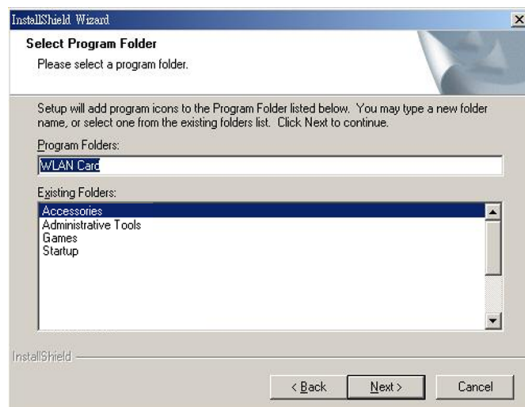 InstallShield Wizard
Select Program Folder
Please select a program folder.
Setup will add program icons to the Program Folder listed below. You may type a new folder
name, or select one from the existing folders list. Click Next to continue.
Program Folders:
WLAN Card
Existing Folders:
Accessories
Administrative Tools
Games
Startup
InstallShield
< Back
Next >
Cancel